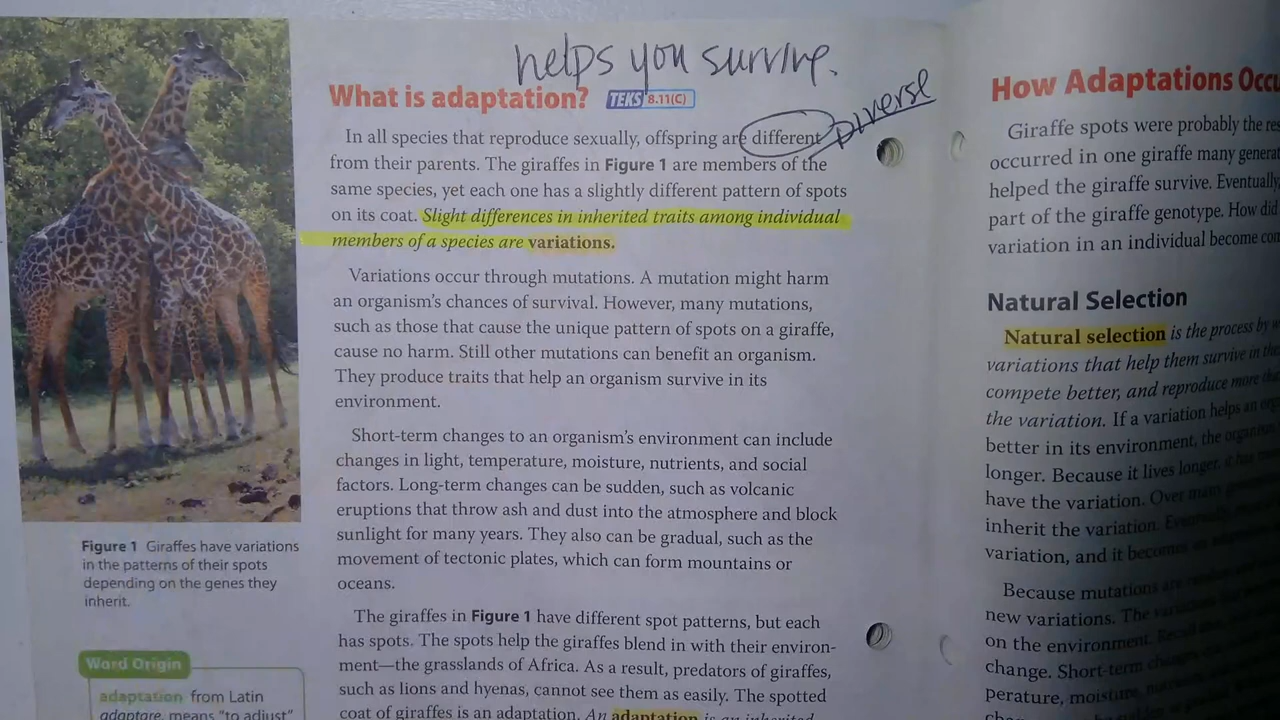 helps you survive.
What is adaptation? TEKS 8.11(C)
Diverse
In all species that reproduce sexually, offspring are different
from their parents. The giraffes in Figure 1 are members of the
same species, yet each one has a slightly different pattern of spots
on its coat. Slight differences in inherited traits among individual
members of a species are variations.
Variations occur through mutations. A mutation might harm
an organism's chances of survival. However, many mutations,
such as those that cause the unique pattern of spots on a giraffe,
cause no harm. Still other mutations can benefit an organism.
They produce traits that help an organism survive in its
environment.
Short-term changes to an organism's environment can include
changes in light, temperature, moisture, nutrients, and social
factors. Long-term changes can be sudden, such as volcanic
eruptions that throw ash and dust into the atmosphere and block
sunlight for many years. They also can be gradual, such as the
movement of tectonic plates, which can form mountains or
oceans.
The giraffes in Figure 1 have different spot patterns, but each
has spots. The spots help the giraffes blend in with their environ-
ment—the grasslands of Africa. As a result, predators of giraffes,
such as lions and hyenas, cannot see them as easily. The spotted
coat of giraffes is an adaptation. An adaptation is an inherited
Figure 1 Giraffes have variations
in the patterns of their spots
depending on the genes they
inherit.
Word Origin
adaptation from Latin
adaptare, means "to adjust"
How Adaptations
Giraffe spots were probably the
occurred in one giraffe many
helped the giraffe survive. Eventually
part of the giraffe genotype. How did
variation in an individual become
Natural Selection
Natural selection is the process by
variations that help them survive in
compete better, and reproduce more
the variation. If a variation helps an
better in its environment, the
longer. Because it lives longer, it has
have the variation. Over many
inherit the variation.
variation, and it becomes an
Because mutations are
new variations. The
on the environment.
change. Short-term
perature, moisture,